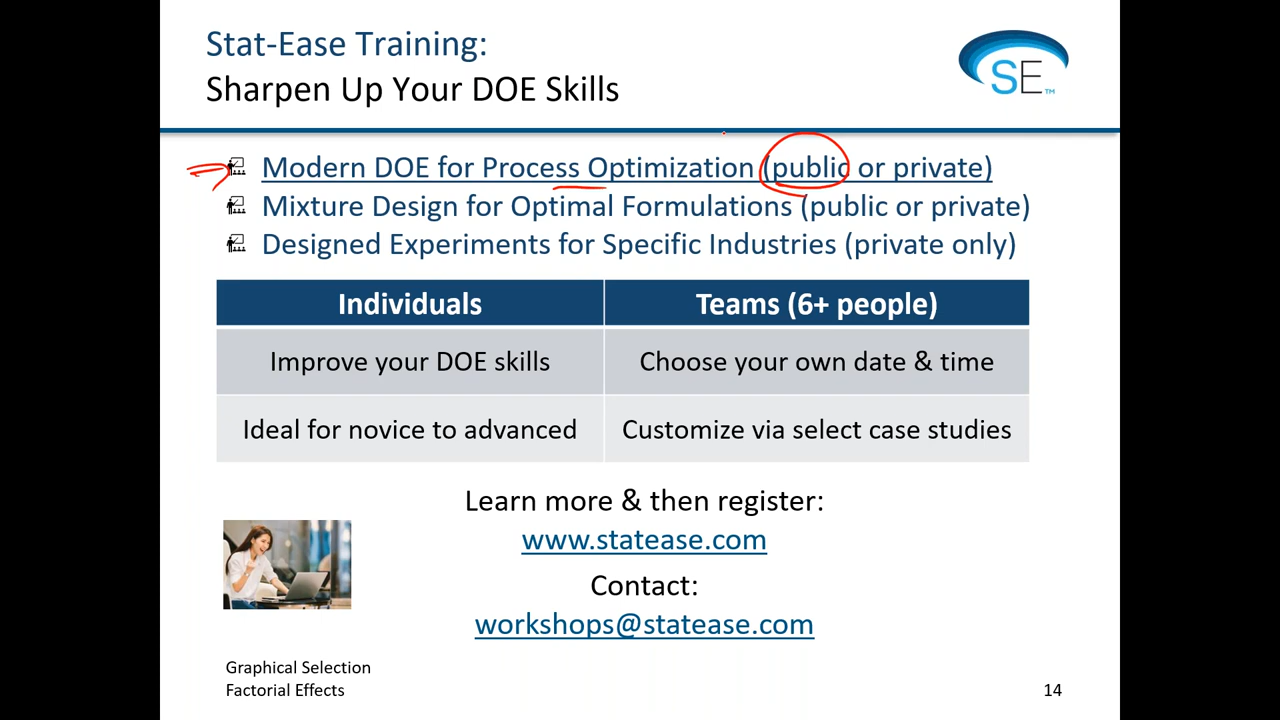 Stat-Ease Training:
Sharpen Up Your DOE Skills
SE™
Modern DOE for Process Optimization (public or private)
Mixture Design for Optimal Formulations (public or private)
Designed Experiments for Specific Industries (private only)
Individuals
Teams (6+ people)
Improve your DOE skills
Choose your own date & time
Ideal for novice to advanced
Customize via select case studies
Learn more & then register:
www.statease.com
Contact:
workshops@statease.com
Graphical Selection
Factorial Effects
14